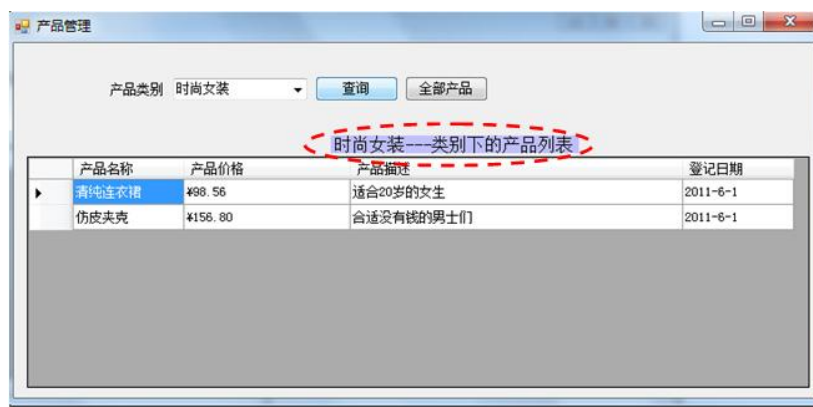 产品管理
产品类别 时尚女装 查询 全部产品
时尚女装---类别下的产品列表
产品名称 产品价格 产品描述 登记日期
清纯连衣裙 ¥98.56 适合20岁的女生 2011-6-1
仿皮夹克 ¥156.80 合适没有钱的男士们 2011-6-1